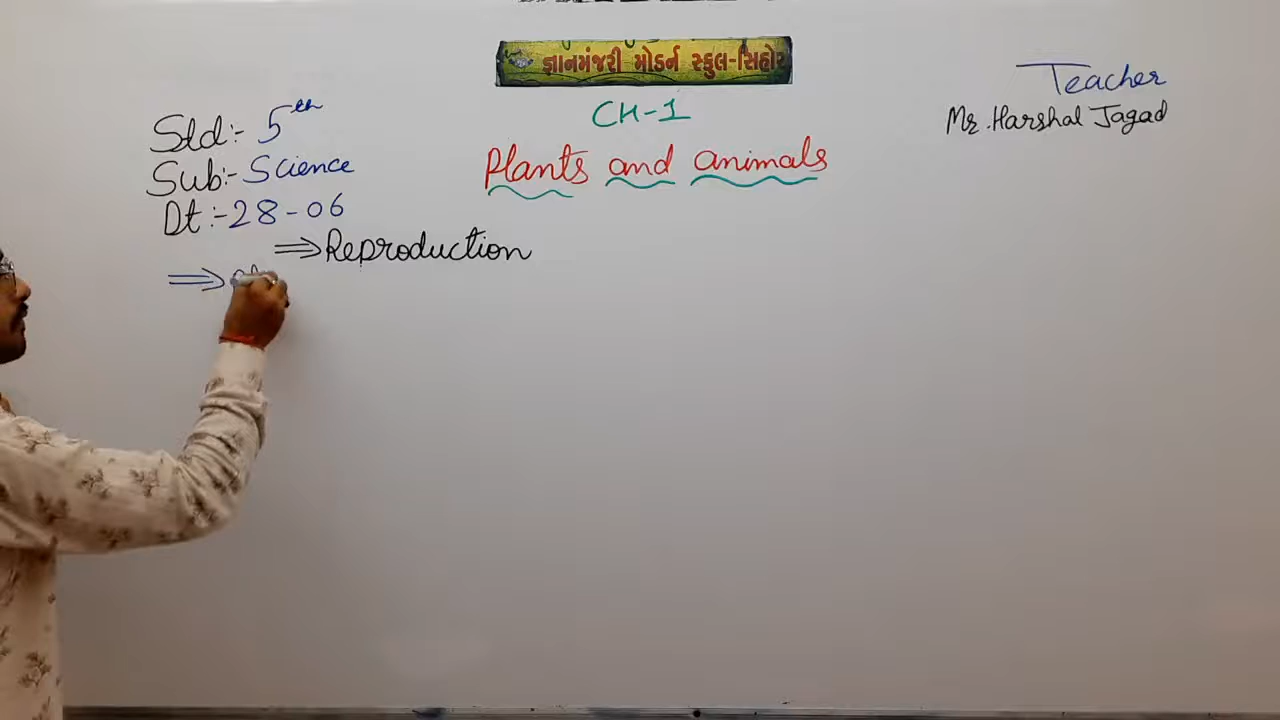 જ્ઞાનમંજરી મોડર્ન સ્કુલ-સિહોર
CH-1
Plants and animals
Teacher
Mr. Harshal Jagad
Std:- 5th
Sub:- Science
Dt:- 28-06
⇒ Reproduction
⇒